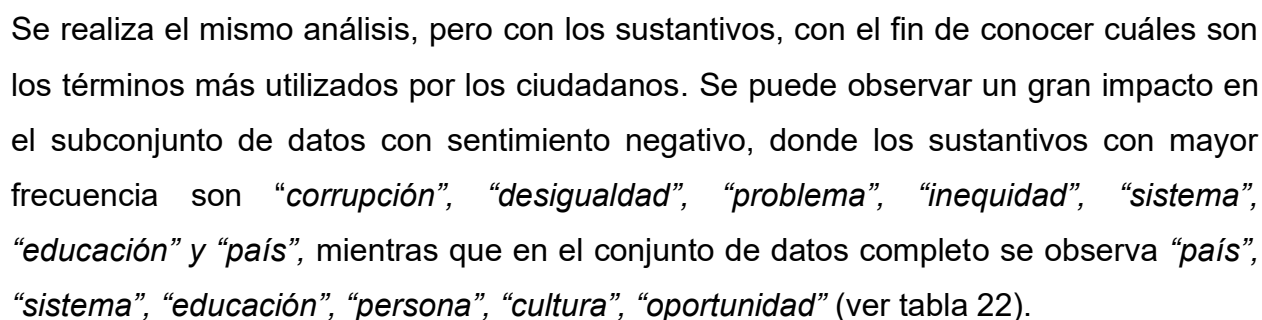 Se realiza el mismo análisis, pero con los sustantivos, con el fin de conocer cuáles son
los términos más utilizados por los ciudadanos. Se puede observar un gran impacto en
el subconjunto de datos con sentimiento negativo, donde los sustantivos con mayor
frecuencia son “corrupción”, “desigualdad”, “problema”, “inequidad”, “sistema”,
“educación” y “país”, mientras que en el conjunto de datos completo se observa “país”,
“sistema”, “educación”, “persona”, “cultura”, “oportunidad” (ver tabla 22).